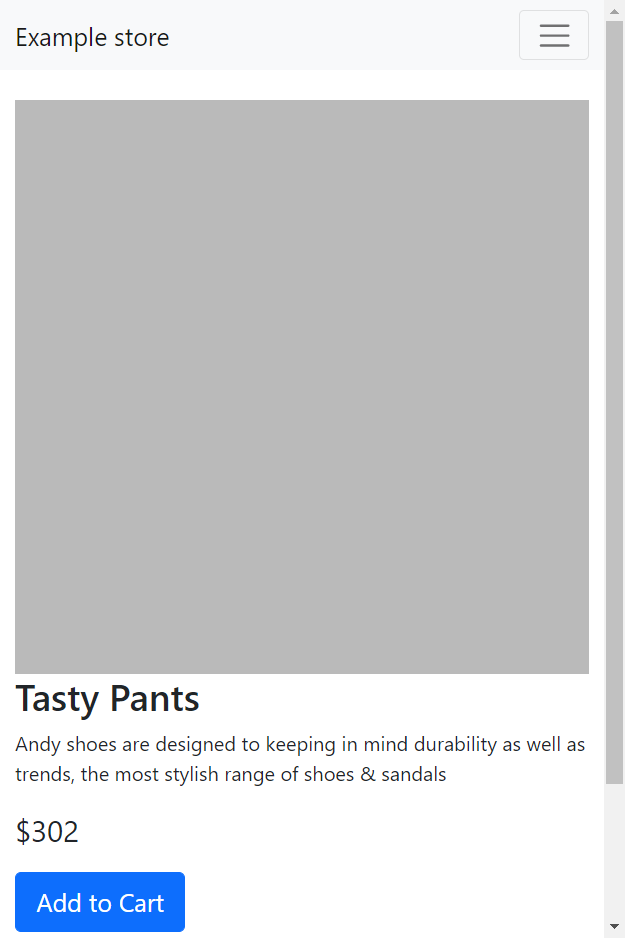 Example store
Tasty Pants
Andy shoes are designed to keeping in mind durability as well as
trends, the most stylish range of shoes & sandals
$302
Add to Cart